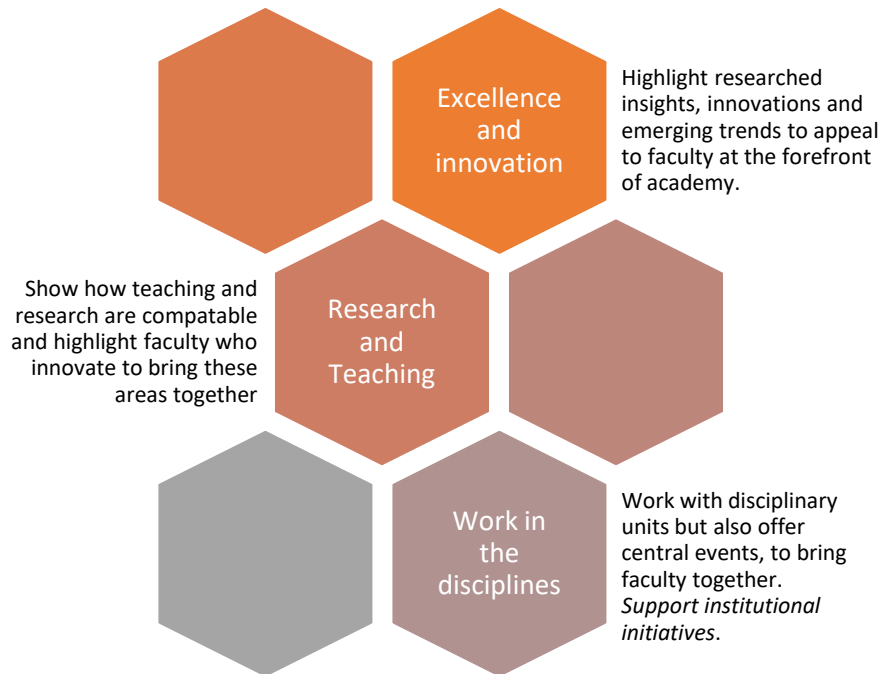 Excellence
and
innovation
Highlight researched
insights, innovations and
emerging trends to appeal
to faculty at the forefront
of academy.
Show how teaching and
research are compatable
and highlight faculty who
innovate to bring these
areas together
Research
and
Teaching
Work in
the
disciplines
Work with disciplinary
units but also offer
central events, to bring
faculty together.
Support institutional
initiatives.